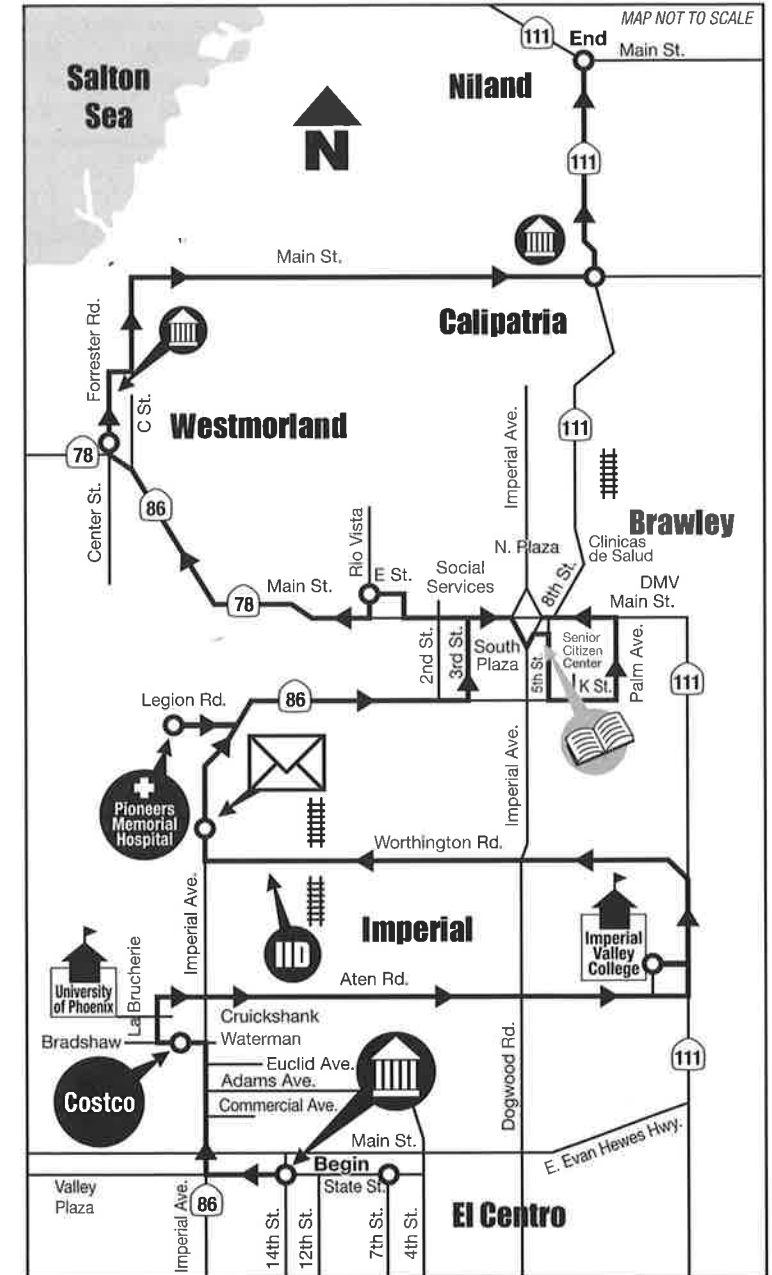 MAP NOT TO SCALE
111
End
Main St.
Salton
Sea
Niland
N
111
Main St.
Calipatria
Forrester Rd.
C St.
Westmorland
Imperial Ave.
111
78
86
Center St.
Brawley
N. Plaza
Clinicas
de Salud
8th St.
Rio Vista
E St.
Social
Services
DMV
Main St.
Main St.
78
2nd St.
3rd St.
South
Plaza
5th St.
Senior
Citizen
Center
K St.
Palm Ave.
111
Legion Rd.
86
Pioneers
Memorial
Hospital
Imperial Ave.
Worthington Rd.
Imperial Ave.
Imperial
IID
Imperial
Valley
College
La Brucherie
University
of Phoenix
Aten Rd.
Cruickshank
Bradshaw
Waterman
Euclid Ave.
Adams Ave.
Commercial Ave.
Costco
Dogwood Rd.
111
Main St.
E. Evan Hewes Hwy.
Begin
State St.
Valley
Plaza
Imperial Ave.
86
14th St.
12th St.
7th St.
4th St.
El Centro